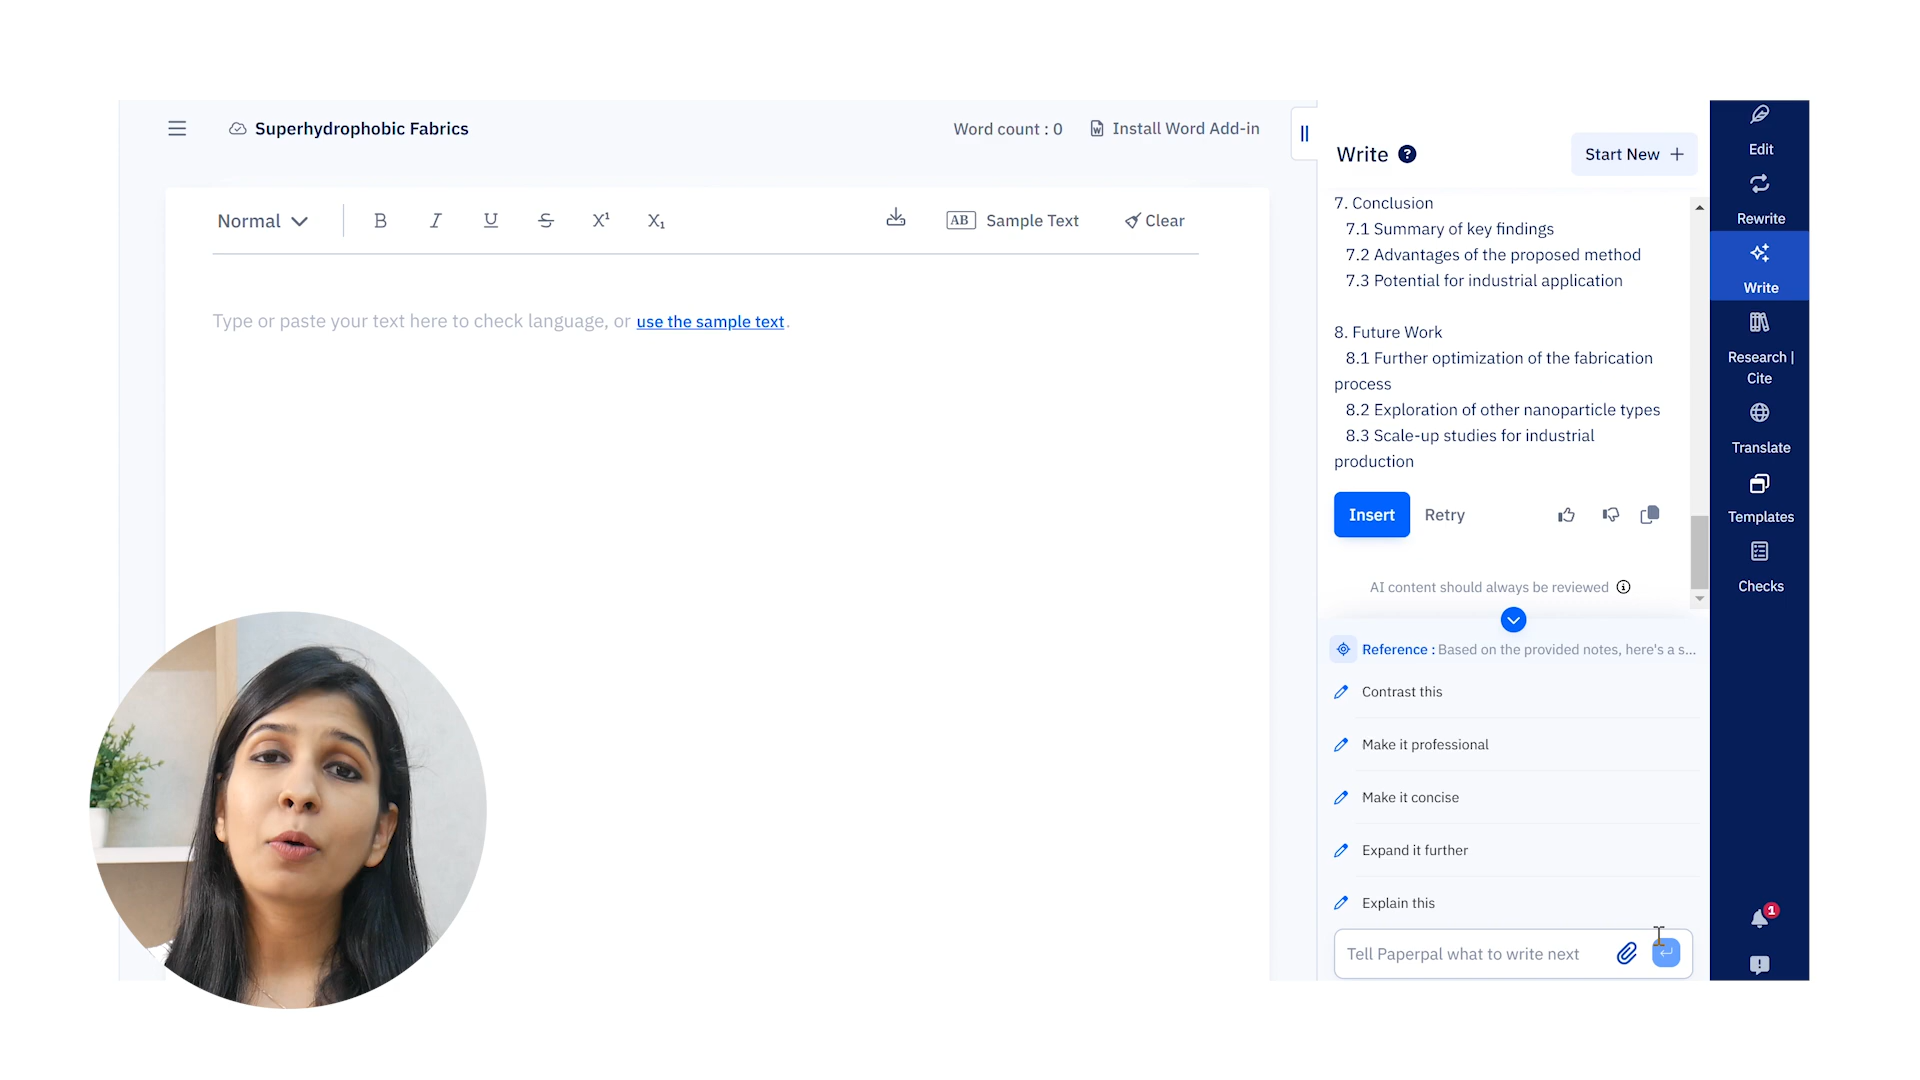 Superhydrophobic Fabrics
Word count : 0
Install Word Add-in
Normal
B
I
U
S
X¹
X₁
AB
Sample Text
Clear
Type or paste your text here to check language, or use the sample text.
Write ?
Start New +
7. Conclusion
7.1 Summary of key findings
7.2 Advantages of the proposed method
7.3 Potential for industrial application
8. Future Work
8.1 Further optimization of the fabrication
process
8.2 Exploration of other nanoparticle types
8.3 Scale-up studies for industrial
production
Insert
Retry
AI content should always be reviewed
Reference : Based on the provided notes, here's a s...
Contrast this
Make it professional
Make it concise
Expand it further
Explain this
Tell Paperpal what to write next
Edit
Rewrite
Write
Research |
Cite
Translate
Templates
Checks
1